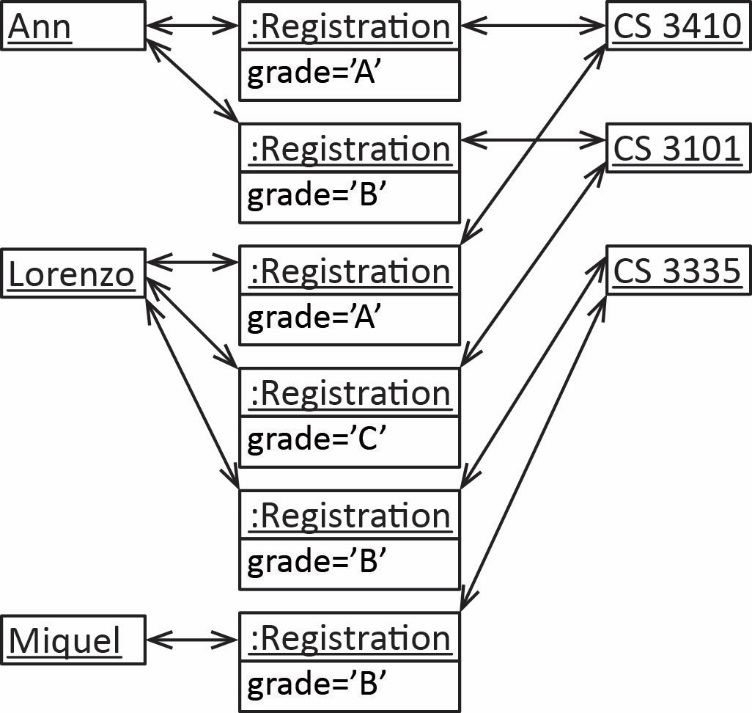 Ann
:Registration
CS 3410
grade=’A’
:Registration
CS 3101
grade=’B’
Lorenzo
:Registration
CS 3335
grade=’A’
:Registration
grade=’C’
:Registration
grade=’B’
Miquel
:Registration
grade=’B’